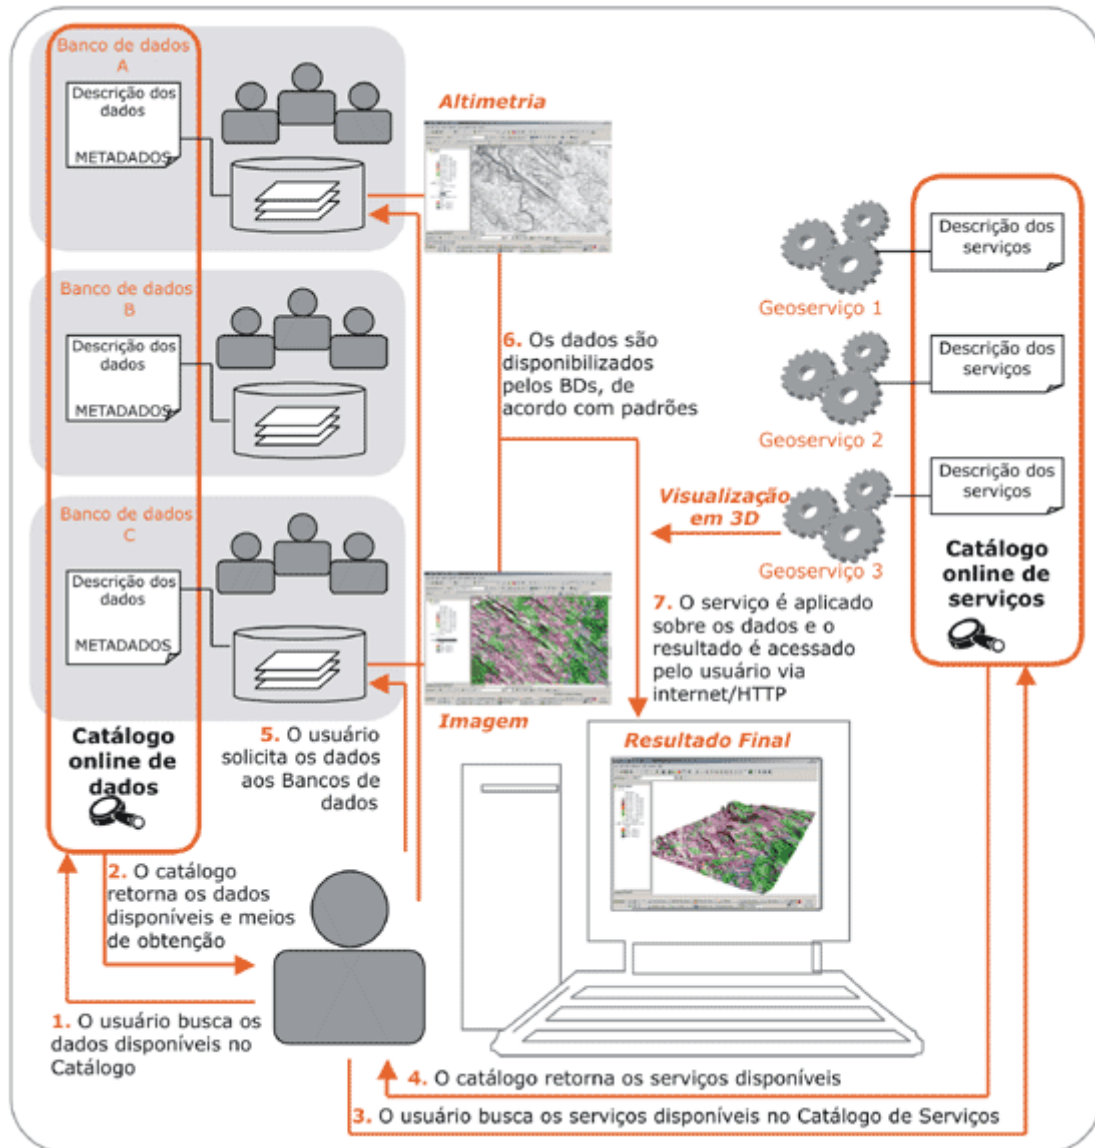 Banco de dados
A
Descrição dos
dados
METADADOS
Altimetria
Banco de dados
B
Descrição dos
dados
METADADOS
Banco de dados
C
Descrição dos
dados
METADADOS
Imagem
Catálogo
online de
dados
5. O usuário
solicita os dados
aos Bancos de
dados
6. Os dados são
disponibilizados
pelos BDs, de
acordo com padrões
Descrição dos
serviços
Geoserviço 1
Descrição dos
serviços
Geoserviço 2
Descrição dos
serviços
Visualização
em 3D
Geoserviço 3
Catálogo
online de
serviços
7. O serviço é aplicado
sobre os dados e o
resultado é acessado
pelo usuário via
internet/HTTP
Resultado Final
2. O catálogo
retorna os dados
disponíveis e meios
de obtenção
1. O usuário busca os
dados disponíveis no
Catálogo
4. O catálogo retorna os serviços disponíveis
3. O usuário busca os serviços disponíveis no Catálogo de Serviços